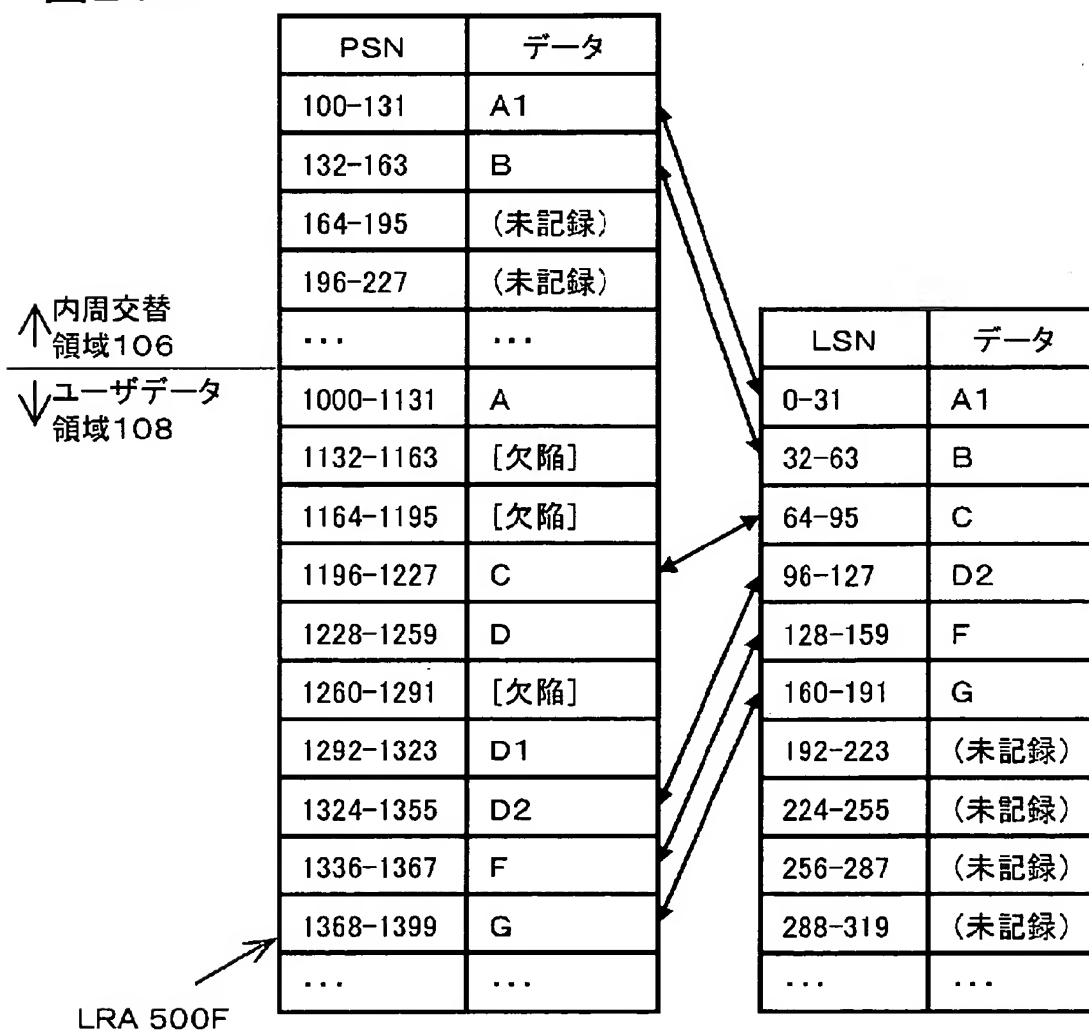 PSN データ
100-131 A1
132-163 B
164-195 (未記録)
196-227 (未記録)
... ...
1000-1131 A
1132-1163 [欠陥]
1164-1195 [欠陥]
1196-1227 C
1228-1259 D
1260-1291 [欠陥]
1292-1323 D1
1324-1355 D2
1336-1367 F
1368-1399 G
... ...
内周交替
領域106
ユーザデータ
領域108
LRA 500F
LSN データ
0-31 A1
32-63 B
64-95 C
96-127 D2
128-159 F
160-191 G
192-223 (未記録)
224-255 (未記録)
256-287 (未記録)
288-319 (未記録)
... ...